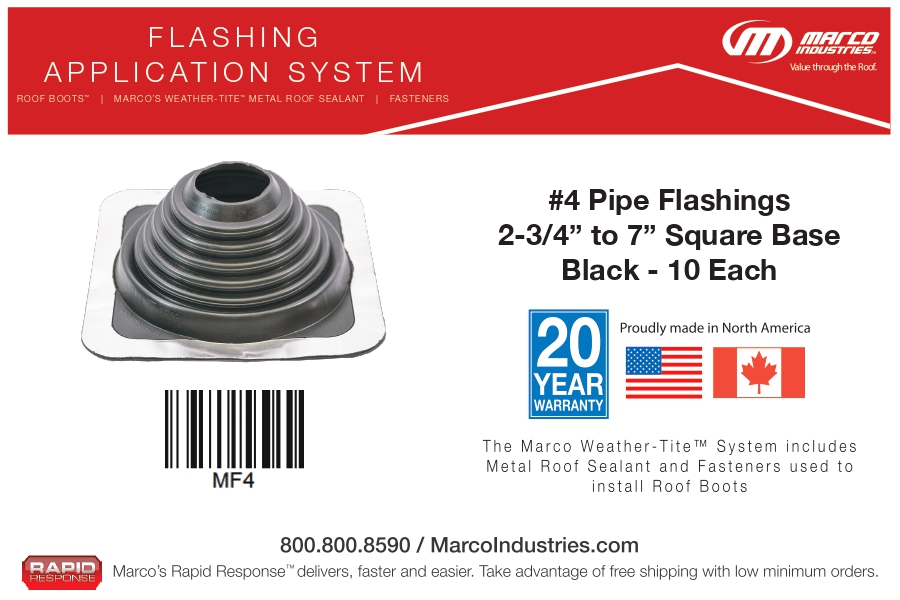 FLASHING
APPLICATION SYSTEM
ROOF BOOTS™ | MARCO'S WEATHER-TITE™ METAL ROOF SEALANT | FASTENERS
MARCO
INDUSTRIES™
Value through the Roof.
#4 Pipe Flashings
2-3/4” to 7” Square Base
Black - 10 Each
20
YEAR
WARRANTY
Proudly made in North America
The Marco Weather-Tite™ System includes
Metal Roof Sealant and Fasteners used to
install Roof Boots
MF4
800.800.8590 / MarcoIndustries.com
RAPID
RESPONSE
Marco’s Rapid Response™ delivers, faster and easier. Take advantage of free shipping with low minimum orders.